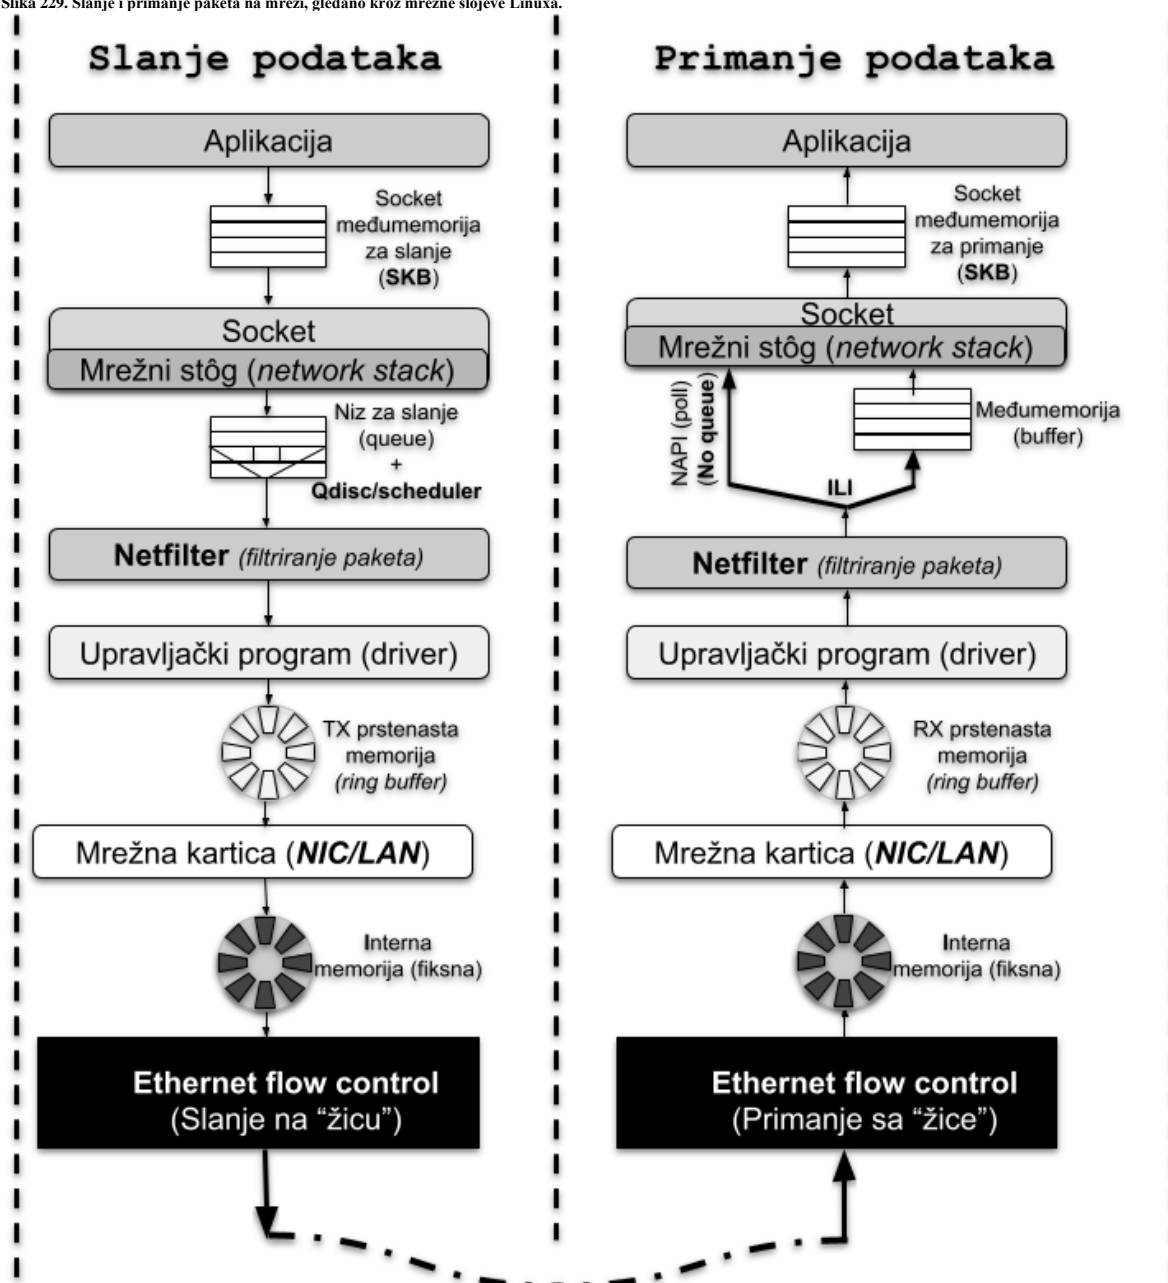 Slika 229. Slanje i primanje paketa na mreži, gledano kroz mrežne slojeve Linuxa.
Slanje podataka
Aplikacija
Socket
međumemorija
za slanje
(SKB)
Socket
Mrežni stôg (network stack)
Niz za slanje
(queue)
+
Qdisc/scheduler
Netfilter (filtriranje paketa)
Upravljački program (driver)
TX prstenasta
memorija
(ring buffer)
Mrežna kartica (NIC/LAN)
Interna
memorija (fiksna)
Ethernet flow control
(Slanje na “žicu”)
Primanje podataka
Aplikacija
Socket
međumemorija
za primanje
(SKB)
Socket
Mrežni stôg (network stack)
NAPI (poll)
(No queue)
Međumemorija
(buffer)
ILI
Netfilter (filtriranje paketa)
Upravljački program (driver)
RX prstenasta
memorija
(ring buffer)
Mrežna kartica (NIC/LAN)
Interna
memorija (fiksna)
Ethernet flow control
(Primanje sa “žice”)